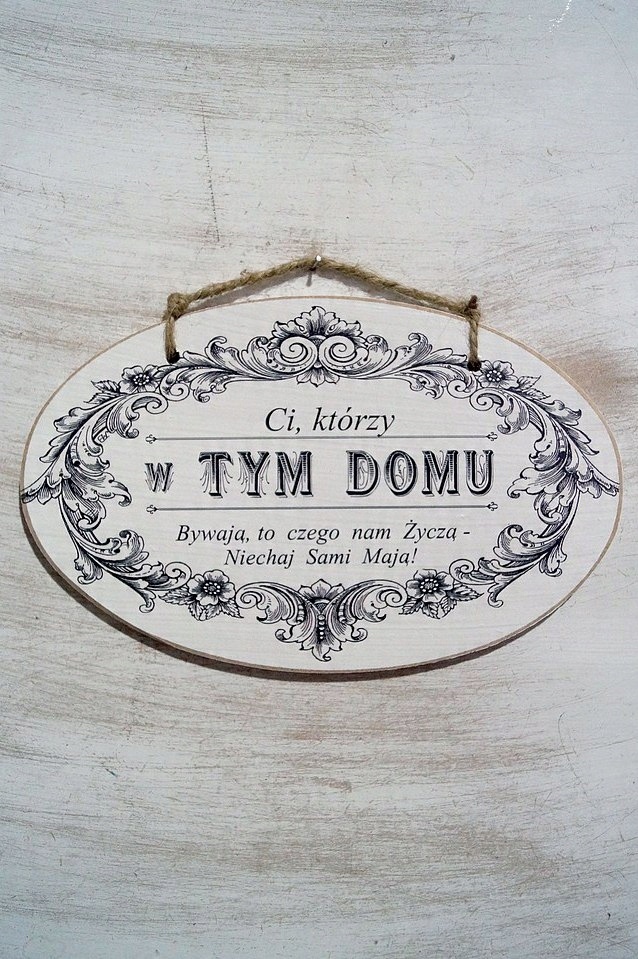 Ci, którzy
W TYM DOMU
Bywają, to czego nam Życzą -
Niechaj Sami Mają!